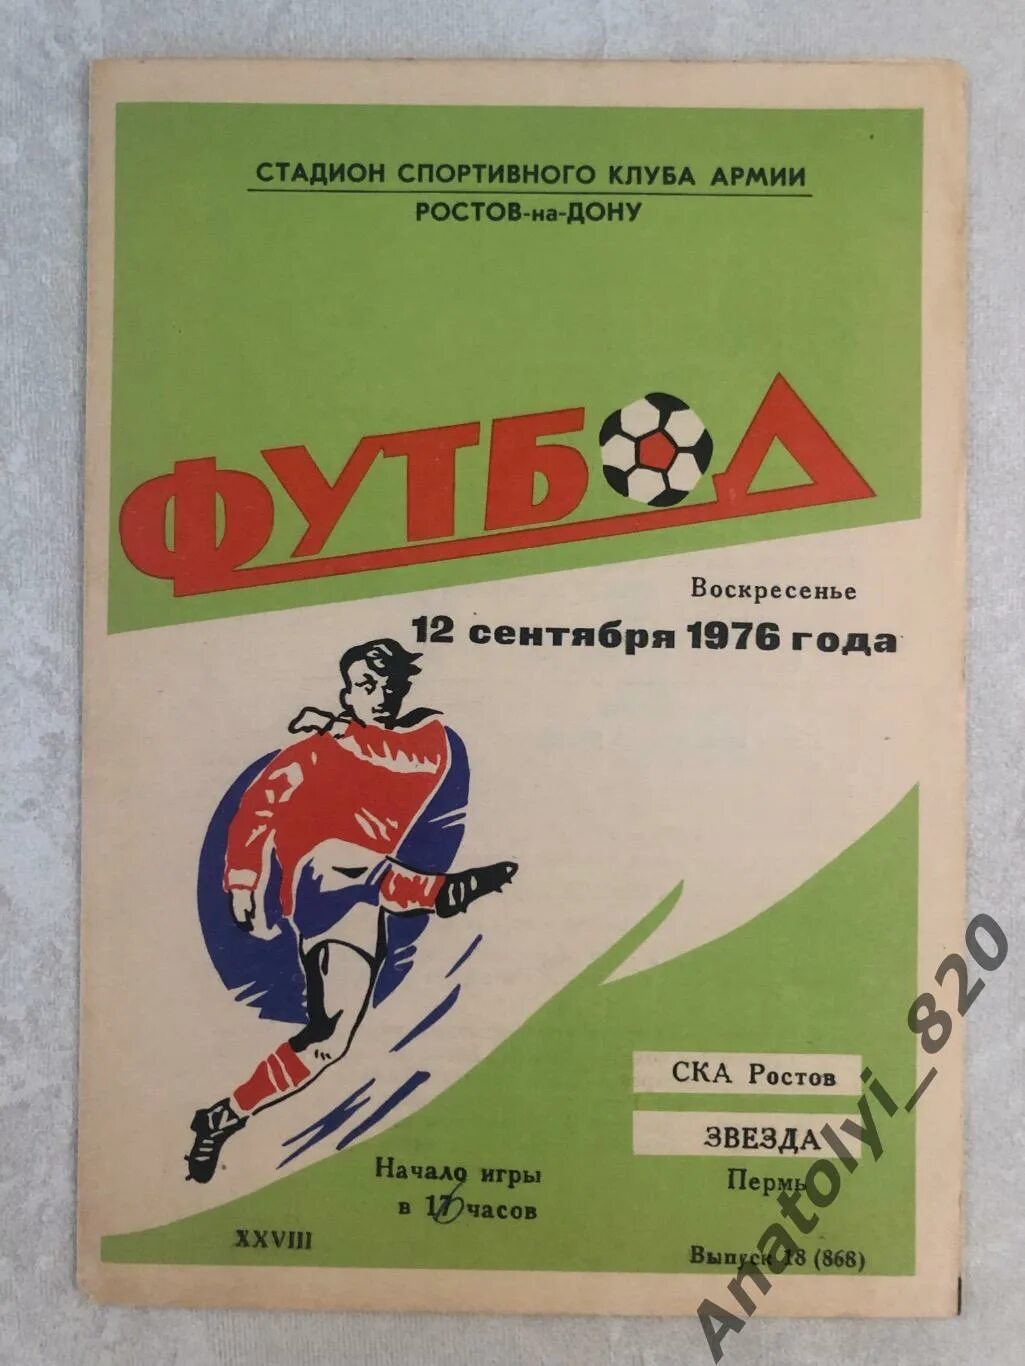 СТАДИОН СПОРТИВНОГО КЛУБА АРМИИ
РОСТОВ-на-ДОНУ
ФУТБОЛ
Воскресенье
12 сентября 1976 года
СКА Ростов
ЗВЕЗДА
Пермь
Начало игры
в 16 часов
XXVIII
Выпуск 18 (868)
Anatolyi_820